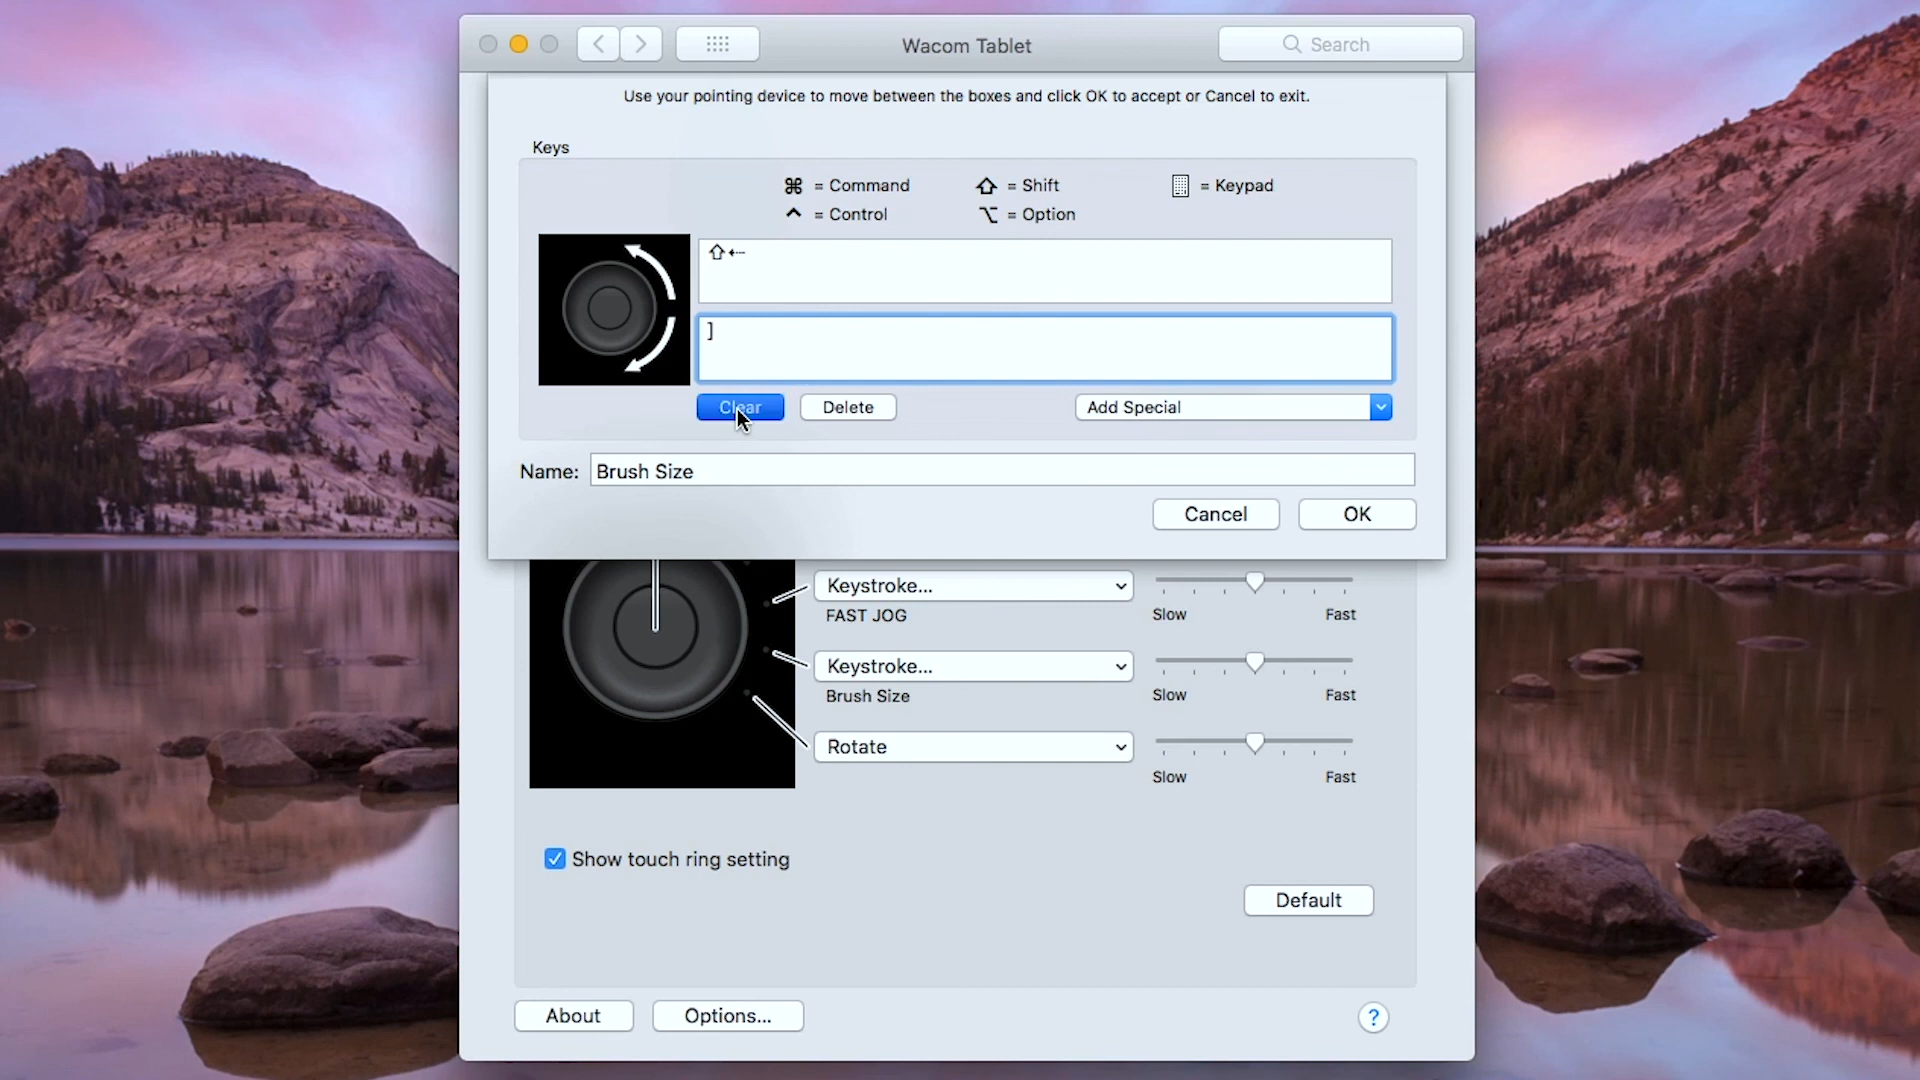 Wacom Tablet
Search
Use your pointing device to move between the boxes and click OK to accept or Cancel to exit.
Keys
⌘ = Command
⇧ = Shift
= Keypad
^ = Control
⌥ = Option
⇧←
]
Clear
Delete
Add Special
Name: Brush Size
Cancel
OK
Keystroke...
FAST JOG
Slow
Fast
Keystroke...
Brush Size
Slow
Fast
Rotate
Slow
Fast
Show touch ring setting
Default
About
Options...
?